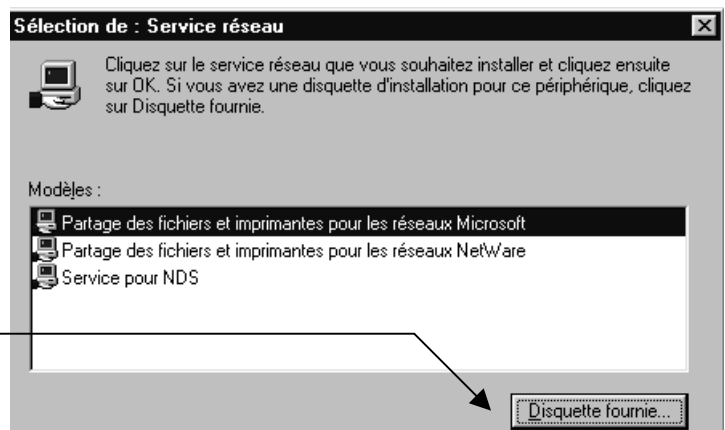 Sélection de : Service réseau
Cliquez sur le service réseau que vous souhaitez installer et cliquez ensuite
sur OK. Si vous avez une disquette d'installation pour ce périphérique, cliquez
sur Disquette fournie.
Modèles :
Partage des fichiers et imprimantes pour les réseaux Microsoft
Partage des fichiers et imprimantes pour les réseaux NetWare
Service pour NDS
Disquette fournie...